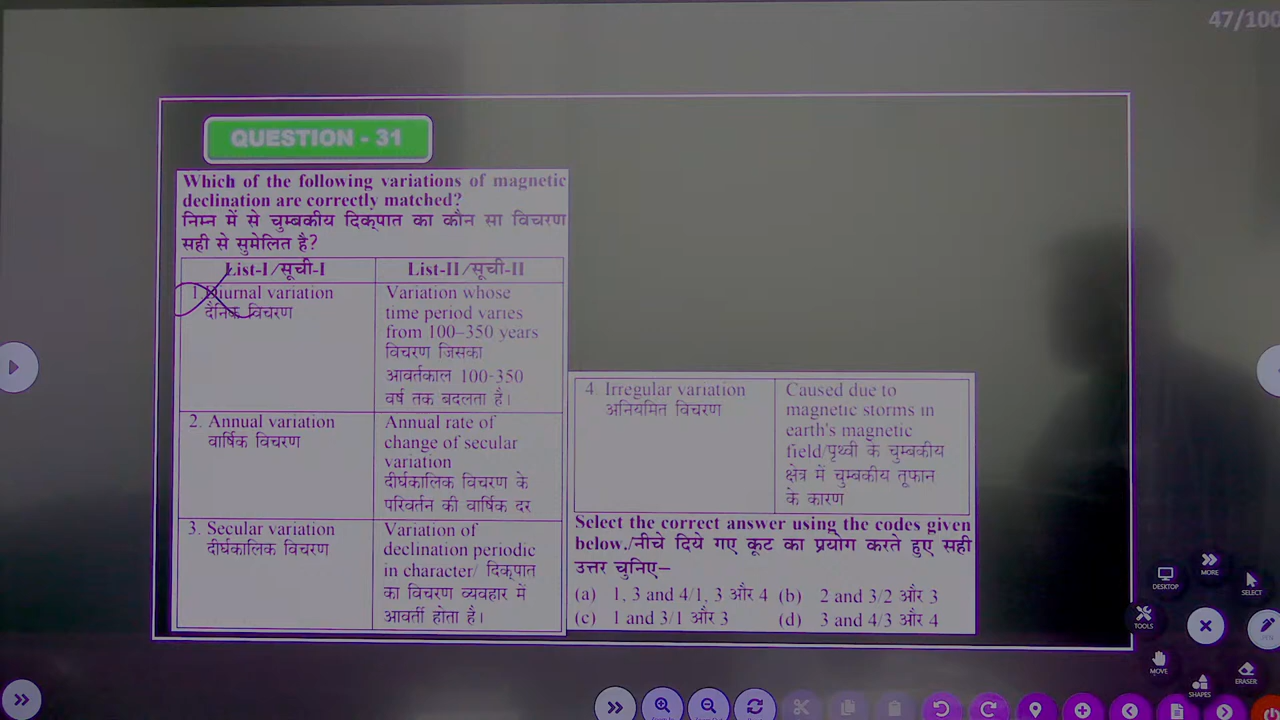 47/100
QUESTION - 31
Which of the following variations of magnetic
declination are correctly matched?
निम्न में से चुम्बकीय दिक्पात का कौन सा विचरण
सही से सुमेलित है?
List-I/सूची-I
List-II/सूची-II
1. Diurnal variation
दैनिक विचरण
Variation whose
time period varies
from 100–350 years
विचरण जिसका
आवर्तकाल 100-350
वर्ष तक बदलता है।
2. Annual variation
वार्षिक विचरण
Annual rate of
change of secular
variation
दीर्घकालिक विचरण के
परिवर्तन की वार्षिक दर
3. Secular variation
दीर्घकालिक विचरण
Variation of
declination periodic
in character/ दिक्पात
का विचरण व्यवहार में
आवर्ती होता है।
4. Irregular variation
अनियमित विचरण
Caused due to
magnetic storms in
earth's magnetic
field/पृथ्वी के चुम्बकीय
क्षेत्र में चुम्बकीय तूफान
के कारण
Select the correct answer using the codes given
below./नीचे दिये गए कूट का प्रयोग करते हुए सही
उत्तर चुनिए–
(a) 1, 3 and 4/1, 3 और 4 (b) 2 and 3/2 और 3
(c) 1 and 3/1 और 3 (d) 3 and 4/3 और 4
DESKTOP
MORE
SELECT
TOOLS
MOVE
SHAPES
ERASER